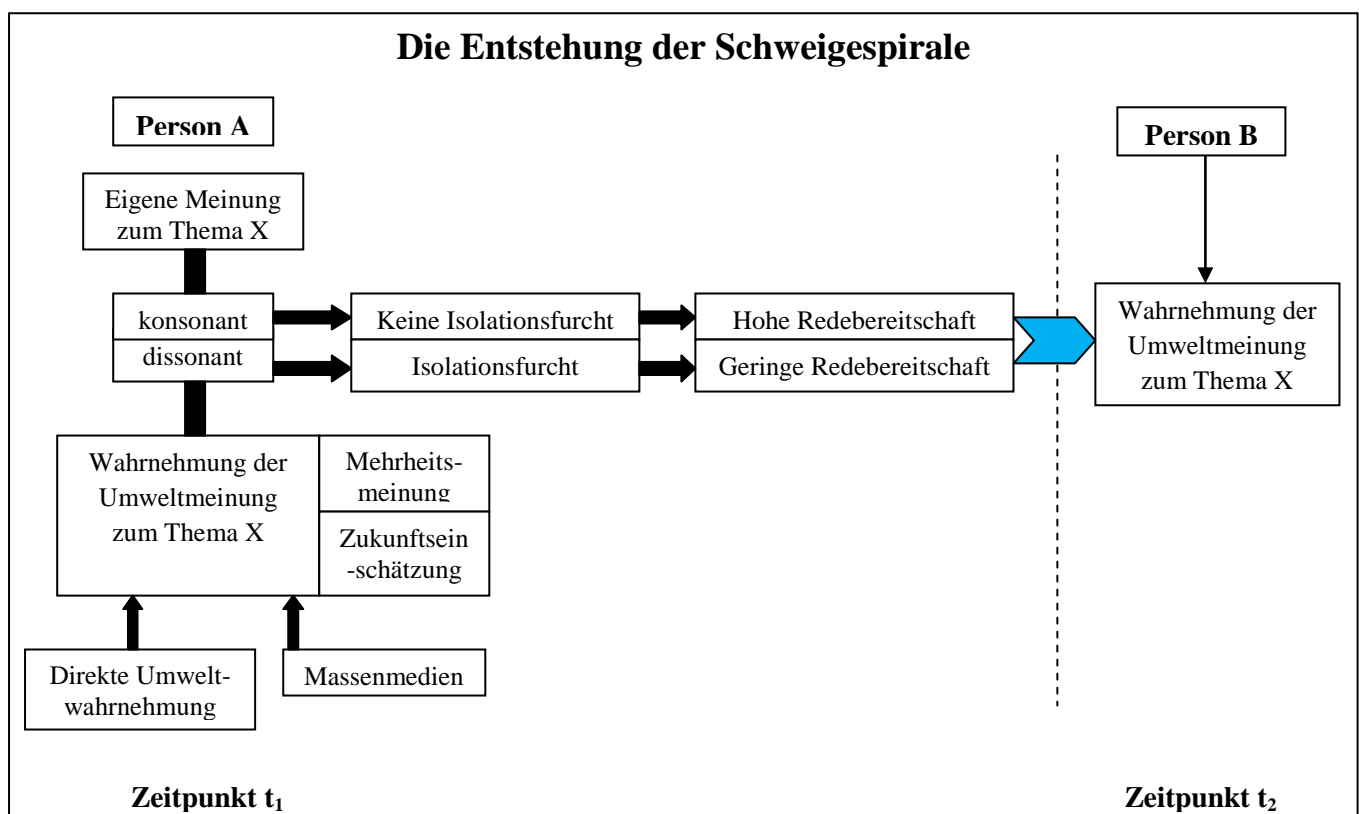 Die Entstehung der Schweigespirale
Person A
Person B
Eigene Meinung
zum Thema X
konsonant
dissonant
Keine Isolationsfurcht
Isolationsfurcht
Hohe Redebereitschaft
Geringe Redebereitschaft
Wahrnehmung der
Umweltmeinung
zum Thema X
Wahrnehmung der
Umweltmeinung
zum Thema X
Mehrheits-
meinung
Zukunftsein
-schätzung
Direkte Umwelt-
wahrnehmung
Massenmedien
Zeitpunkt t₁
Zeitpunkt t₂